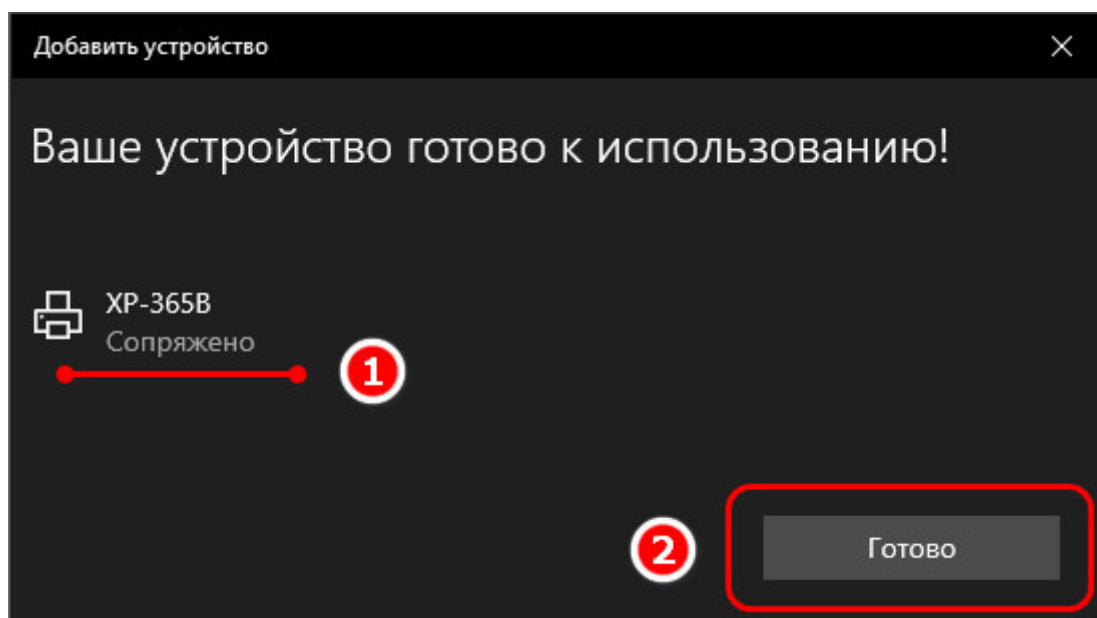 Добавить устройство
Ваше устройство готово к использованию!
XP-365B
Сопряжено
1
2
Готово